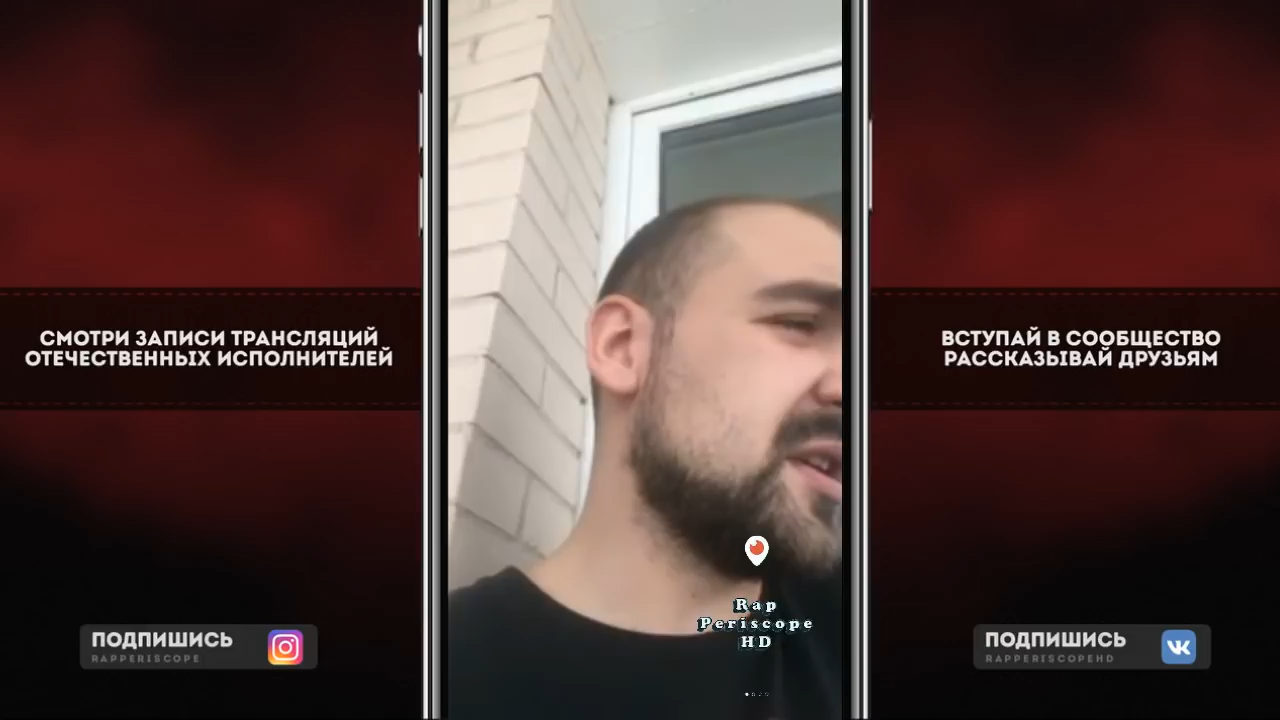 СМОТРИ ЗАПИСИ ТРАНСЛЯЦИЙ
ОТЕЧЕСТВЕННЫХ ИСПОЛНИТЕЛЕЙ
ВСТУПАЙ В СООБЩЕСТВО
РАССКАЗЫВАЙ ДРУЗЬЯМ
Rap
Periscope
HD
ПОДПИШИСЬ
RAPPERISCOPE
ПОДПИШИСЬ
RAPPERISCOPEHD